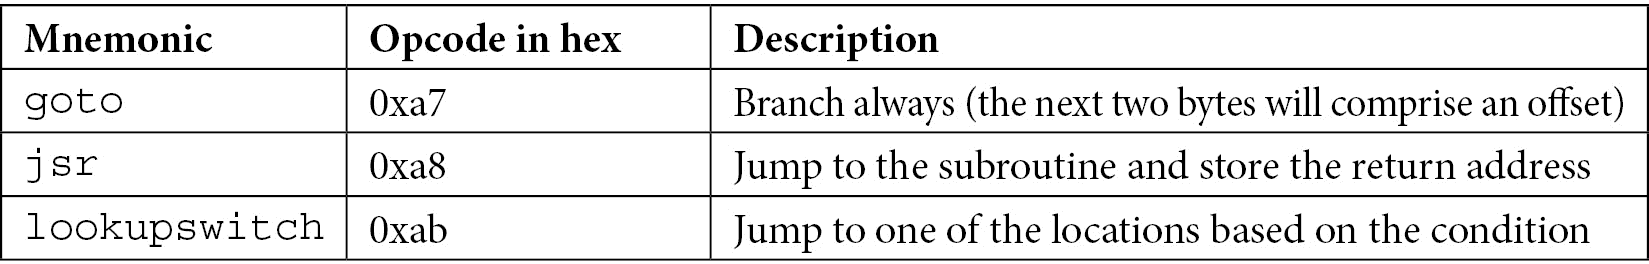 Mnemonic Opcode in hex Description
goto 0xa7 Branch always (the next two bytes will comprise an offset)
jsr 0xa8 Jump to the subroutine and store the return address
lookupswitch 0xab Jump to one of the locations based on the condition